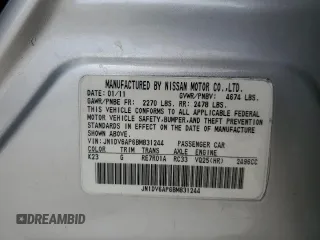 MANUFACTURED BY NISSAN MOTOR CO.,LTD.
DATE: 01/11 GVWR/PNBV: 4674 LBS.
GAWR/PNBE FR: 2270 LBS. RR: 2478 LBS.
THIS VEHICLE CONFORMS TO ALL APPLICABLE
FEDERAL MOTOR VEHICLE SAFETY,BUMPER,AND THEFT
PREVENTION STANDARDS IN EFFECT ON THE DATE OF
MANUFACTURE SHOWN ABOVE.
VIN: JN1DV6AP6BM831244 PASSENGER CAR
COLOR TRIM TRANS AXLE ENGINE
K23 G RE7R01A RC33 VQ25(HR) 2496CC
A.DRIVE.RU